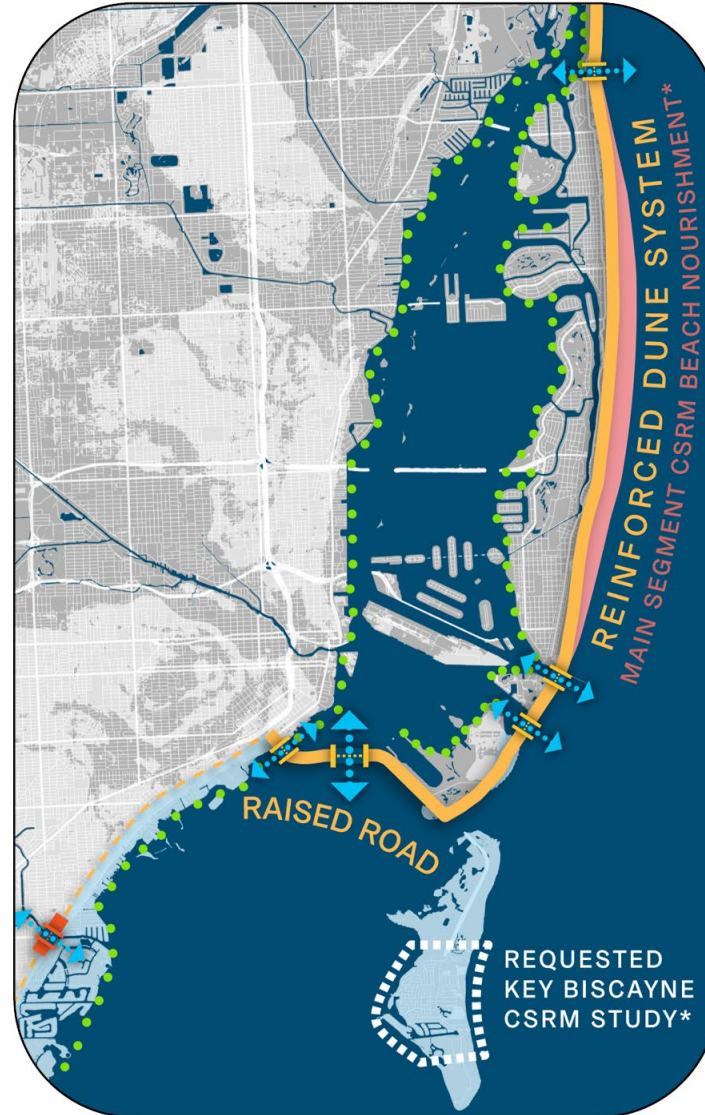 REINFORCED DUNE SYSTEM
MAIN SEGMENT CSRM BEACH NOURISHMENT*
RAISED ROAD
REQUESTED
KEY BISCAYNE
CSRM STUDY*